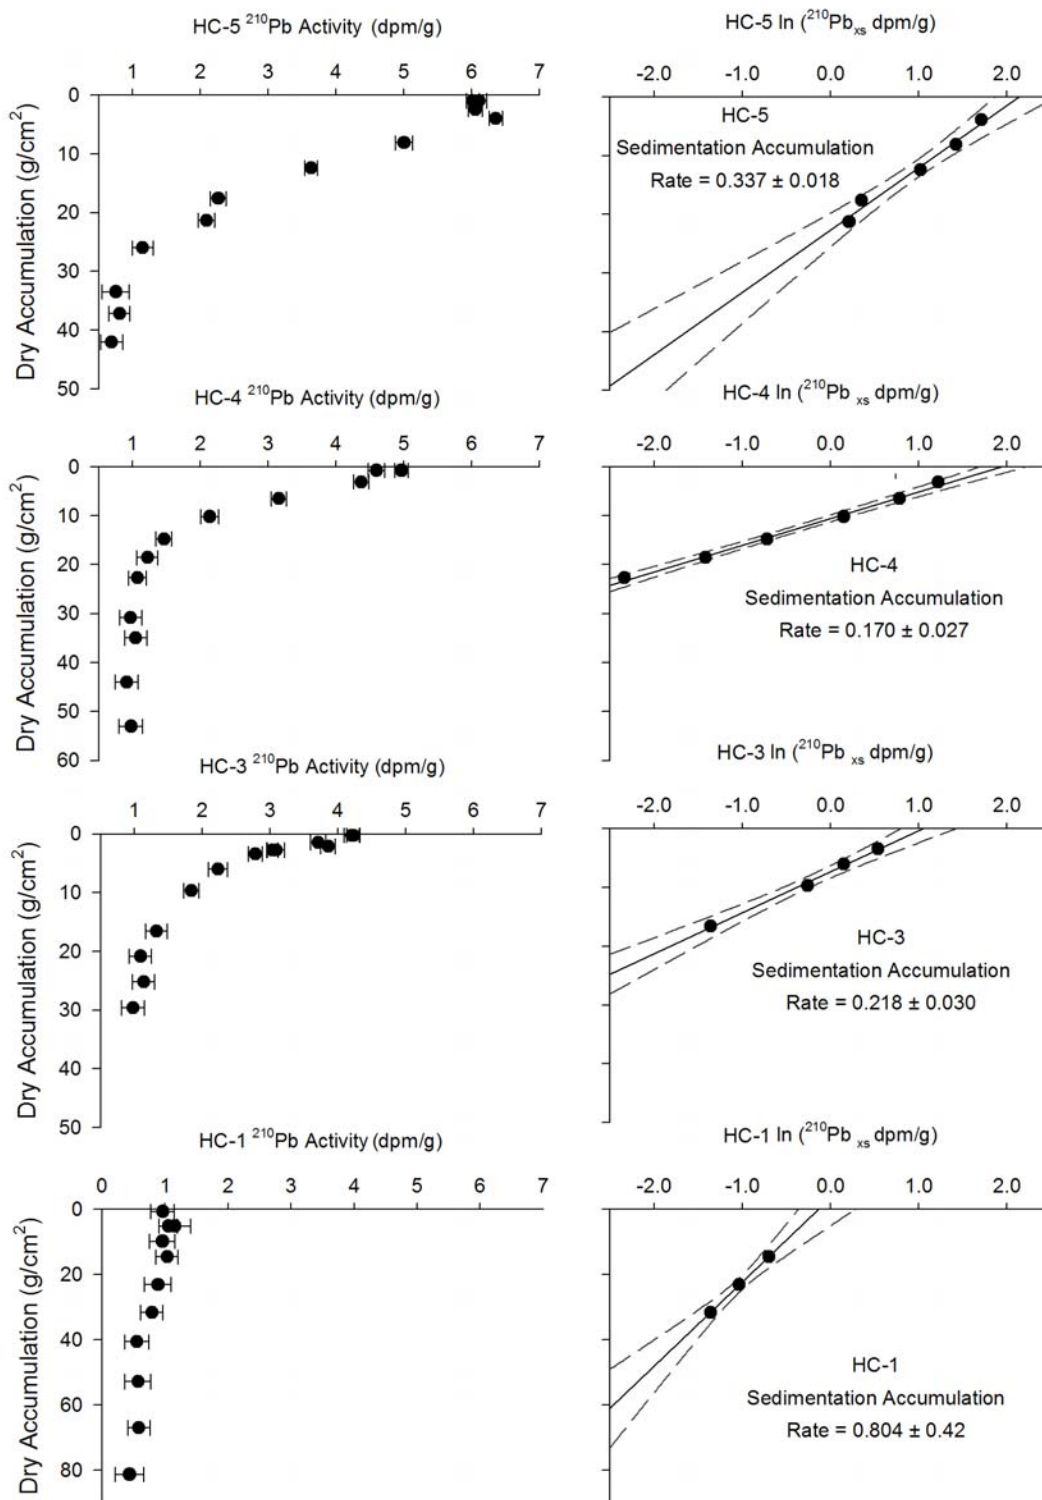 HC-5 ²¹⁰Pb Activity (dpm/g)
1 2 3 4 5 6 7
0
10
20
30
40
50
Dry Accumulation (g/cm²)
HC-5 ln (²¹⁰Pbxs dpm/g)
-2.0 -1.0 0.0 1.0 2.0
HC-5
Sedimentation Accumulation
Rate = 0.337 ± 0.018
HC-4 ²¹⁰Pb Activity (dpm/g)
1 2 3 4 5 6 7
0
10
20
30
40
50
60
Dry Accumulation (g/cm²)
HC-4 ln (²¹⁰Pb xs dpm/g)
-2.0 -1.0 0.0 1.0 2.0
HC-4
Sedimentation Accumulation
Rate = 0.170 ± 0.027
HC-3 ²¹⁰Pb Activity (dpm/g)
1 2 3 4 5 6 7
0
10
20
30
40
50
Dry Accumulation (g/cm²)
HC-3 ln (²¹⁰Pb xs dpm/g)
-2.0 -1.0 0.0 1.0 2.0
HC-3
Sedimentation Accumulation
Rate = 0.218 ± 0.030
HC-1 ²¹⁰Pb Activity (dpm/g)
0 1 2 3 4 5 6 7
0
20
40
60
80
Dry Accumulation (g/cm²)
HC-1 ln (²¹⁰Pb xs dpm/g)
-2.0 -1.0 0.0 1.0 2.0
HC-1
Sedimentation Accumulation
Rate = 0.804 ± 0.42